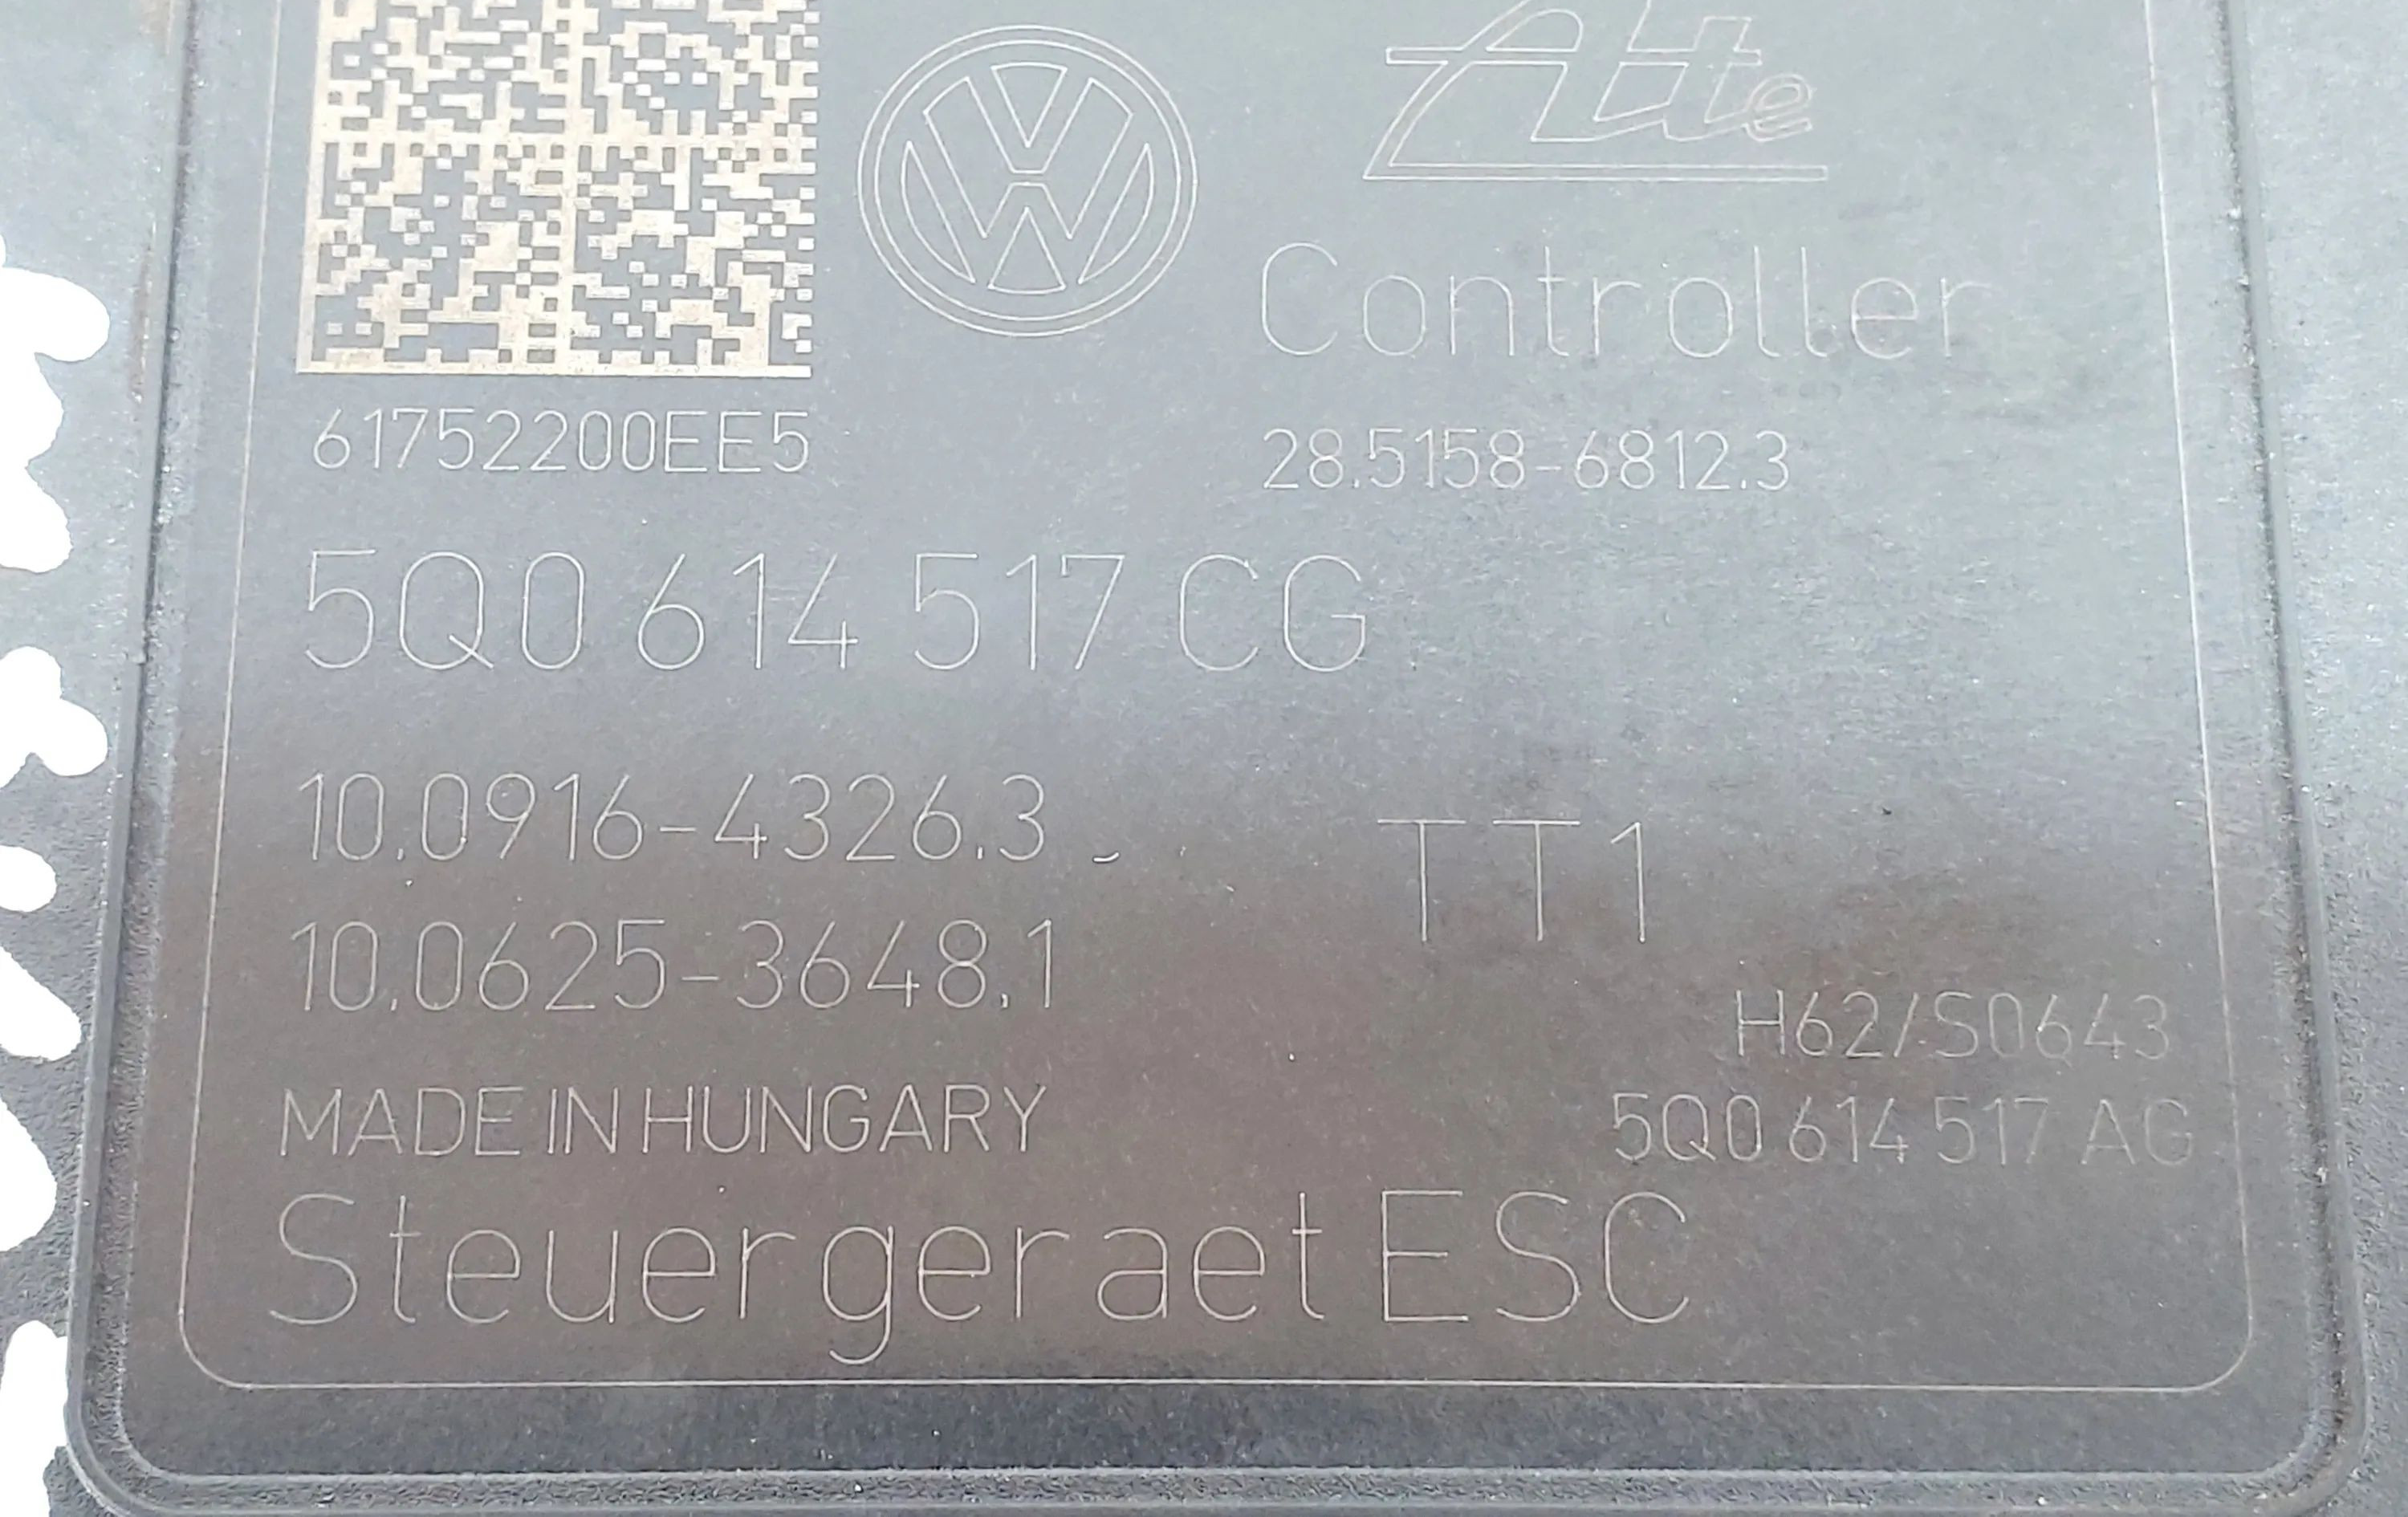 Ate
Controller
61752200EE5
28.5158-6812.3
5Q0 614 517 CG
10.0916-4326.3
TT1
10.0625-3648.1
H62/S0643
MADE IN HUNGARY
5Q0 614 517 AG
Steuergeraet ESC